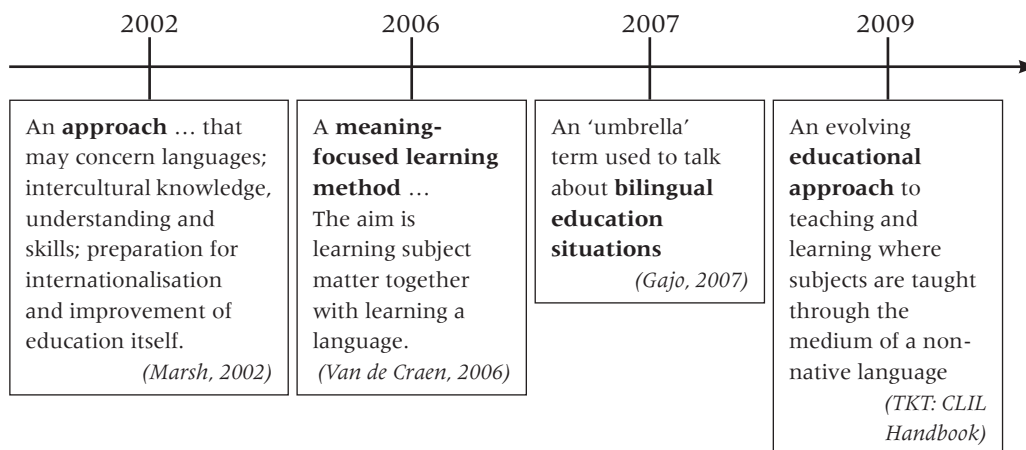 2002
2006
2007
2009
An approach … that
may concern languages;
intercultural knowledge,
understanding and
skills; preparation for
internationalisation
and improvement of
education itself.
(Marsh, 2002)
A meaning-
focused learning
method …
The aim is
learning subject
matter together
with learning a
language.
(Van de Craen, 2006)
An ‘umbrella’
term used to talk
about bilingual
education
situations
(Gajo, 2007)
An evolving
educational
approach to
teaching and
learning where
subjects are taught
through the
medium of a non-
native language
(TKT: CLIL
Handbook)